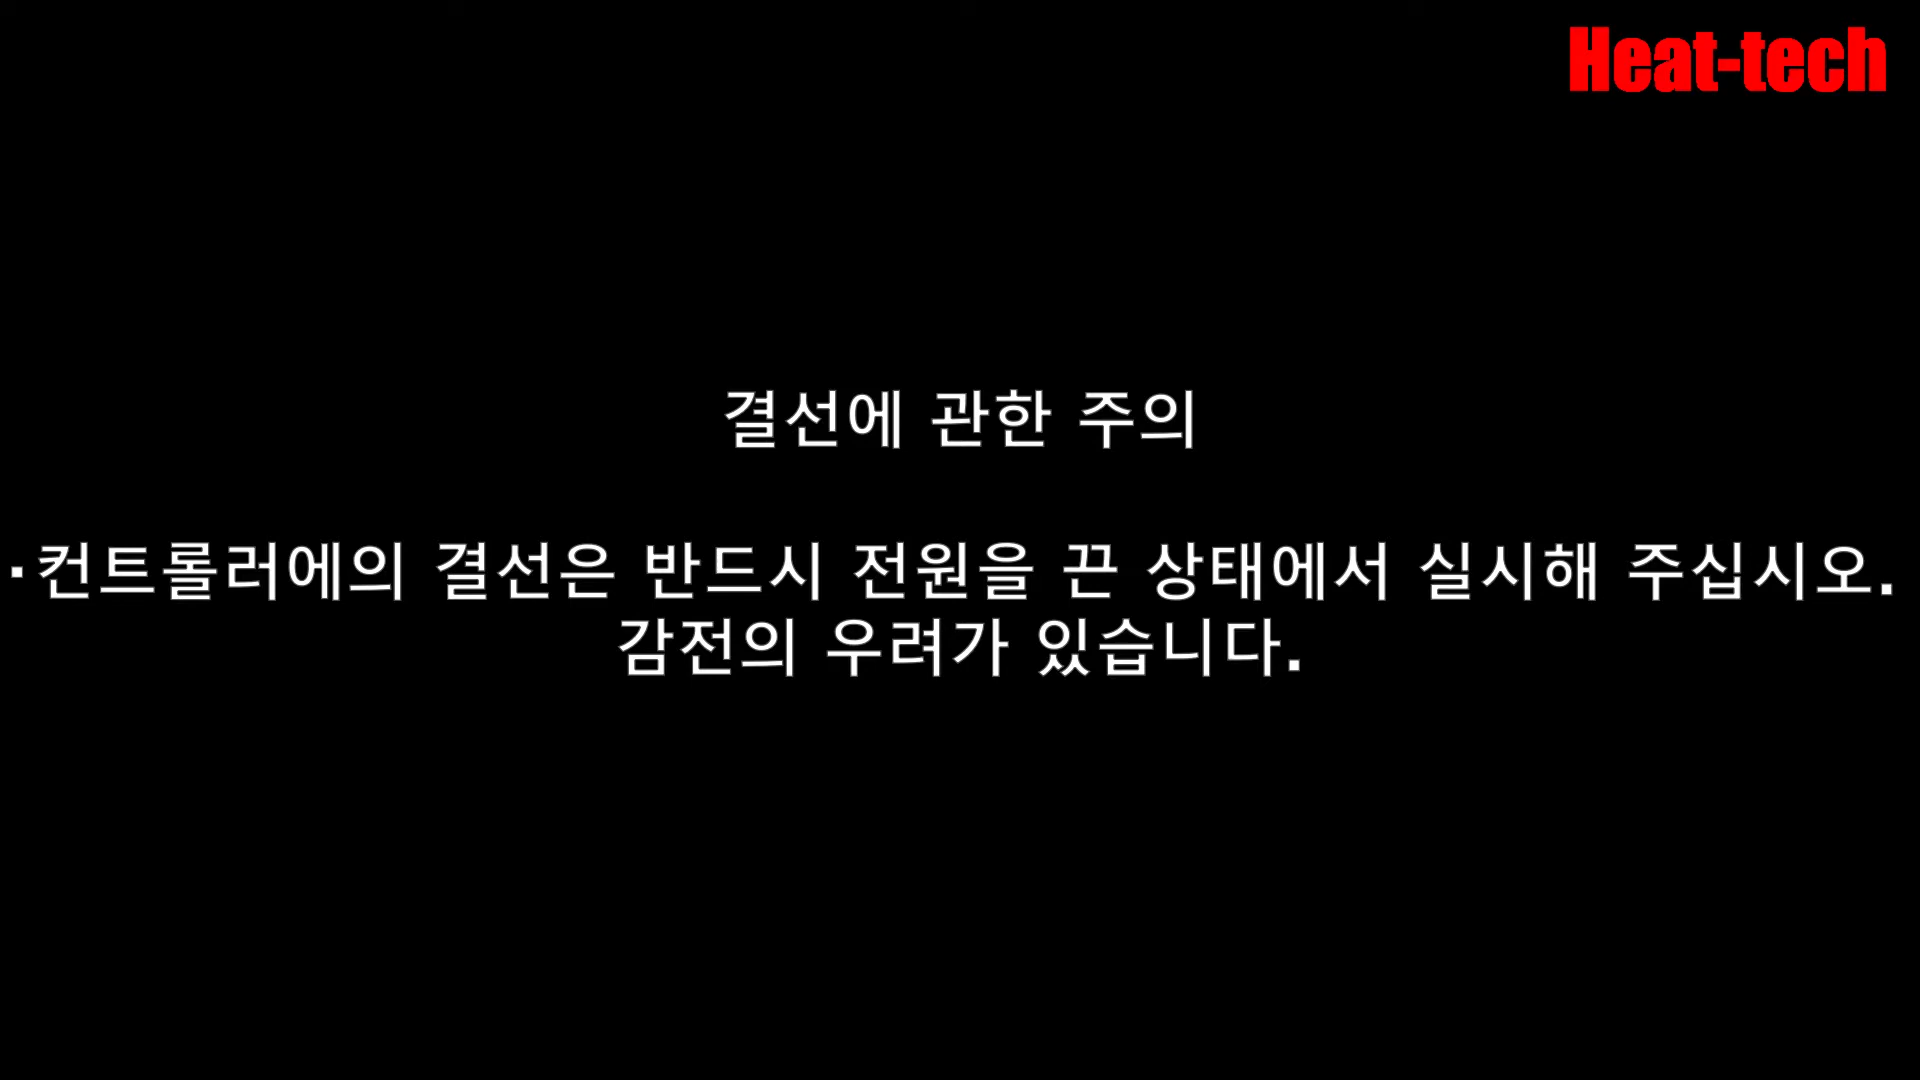 Heat-tech
결선에 관한 주의
·컨트롤러에의 결선은 반드시 전원을 끈 상태에서 실시해 주십시오.
감전의 우려가 있습니다.